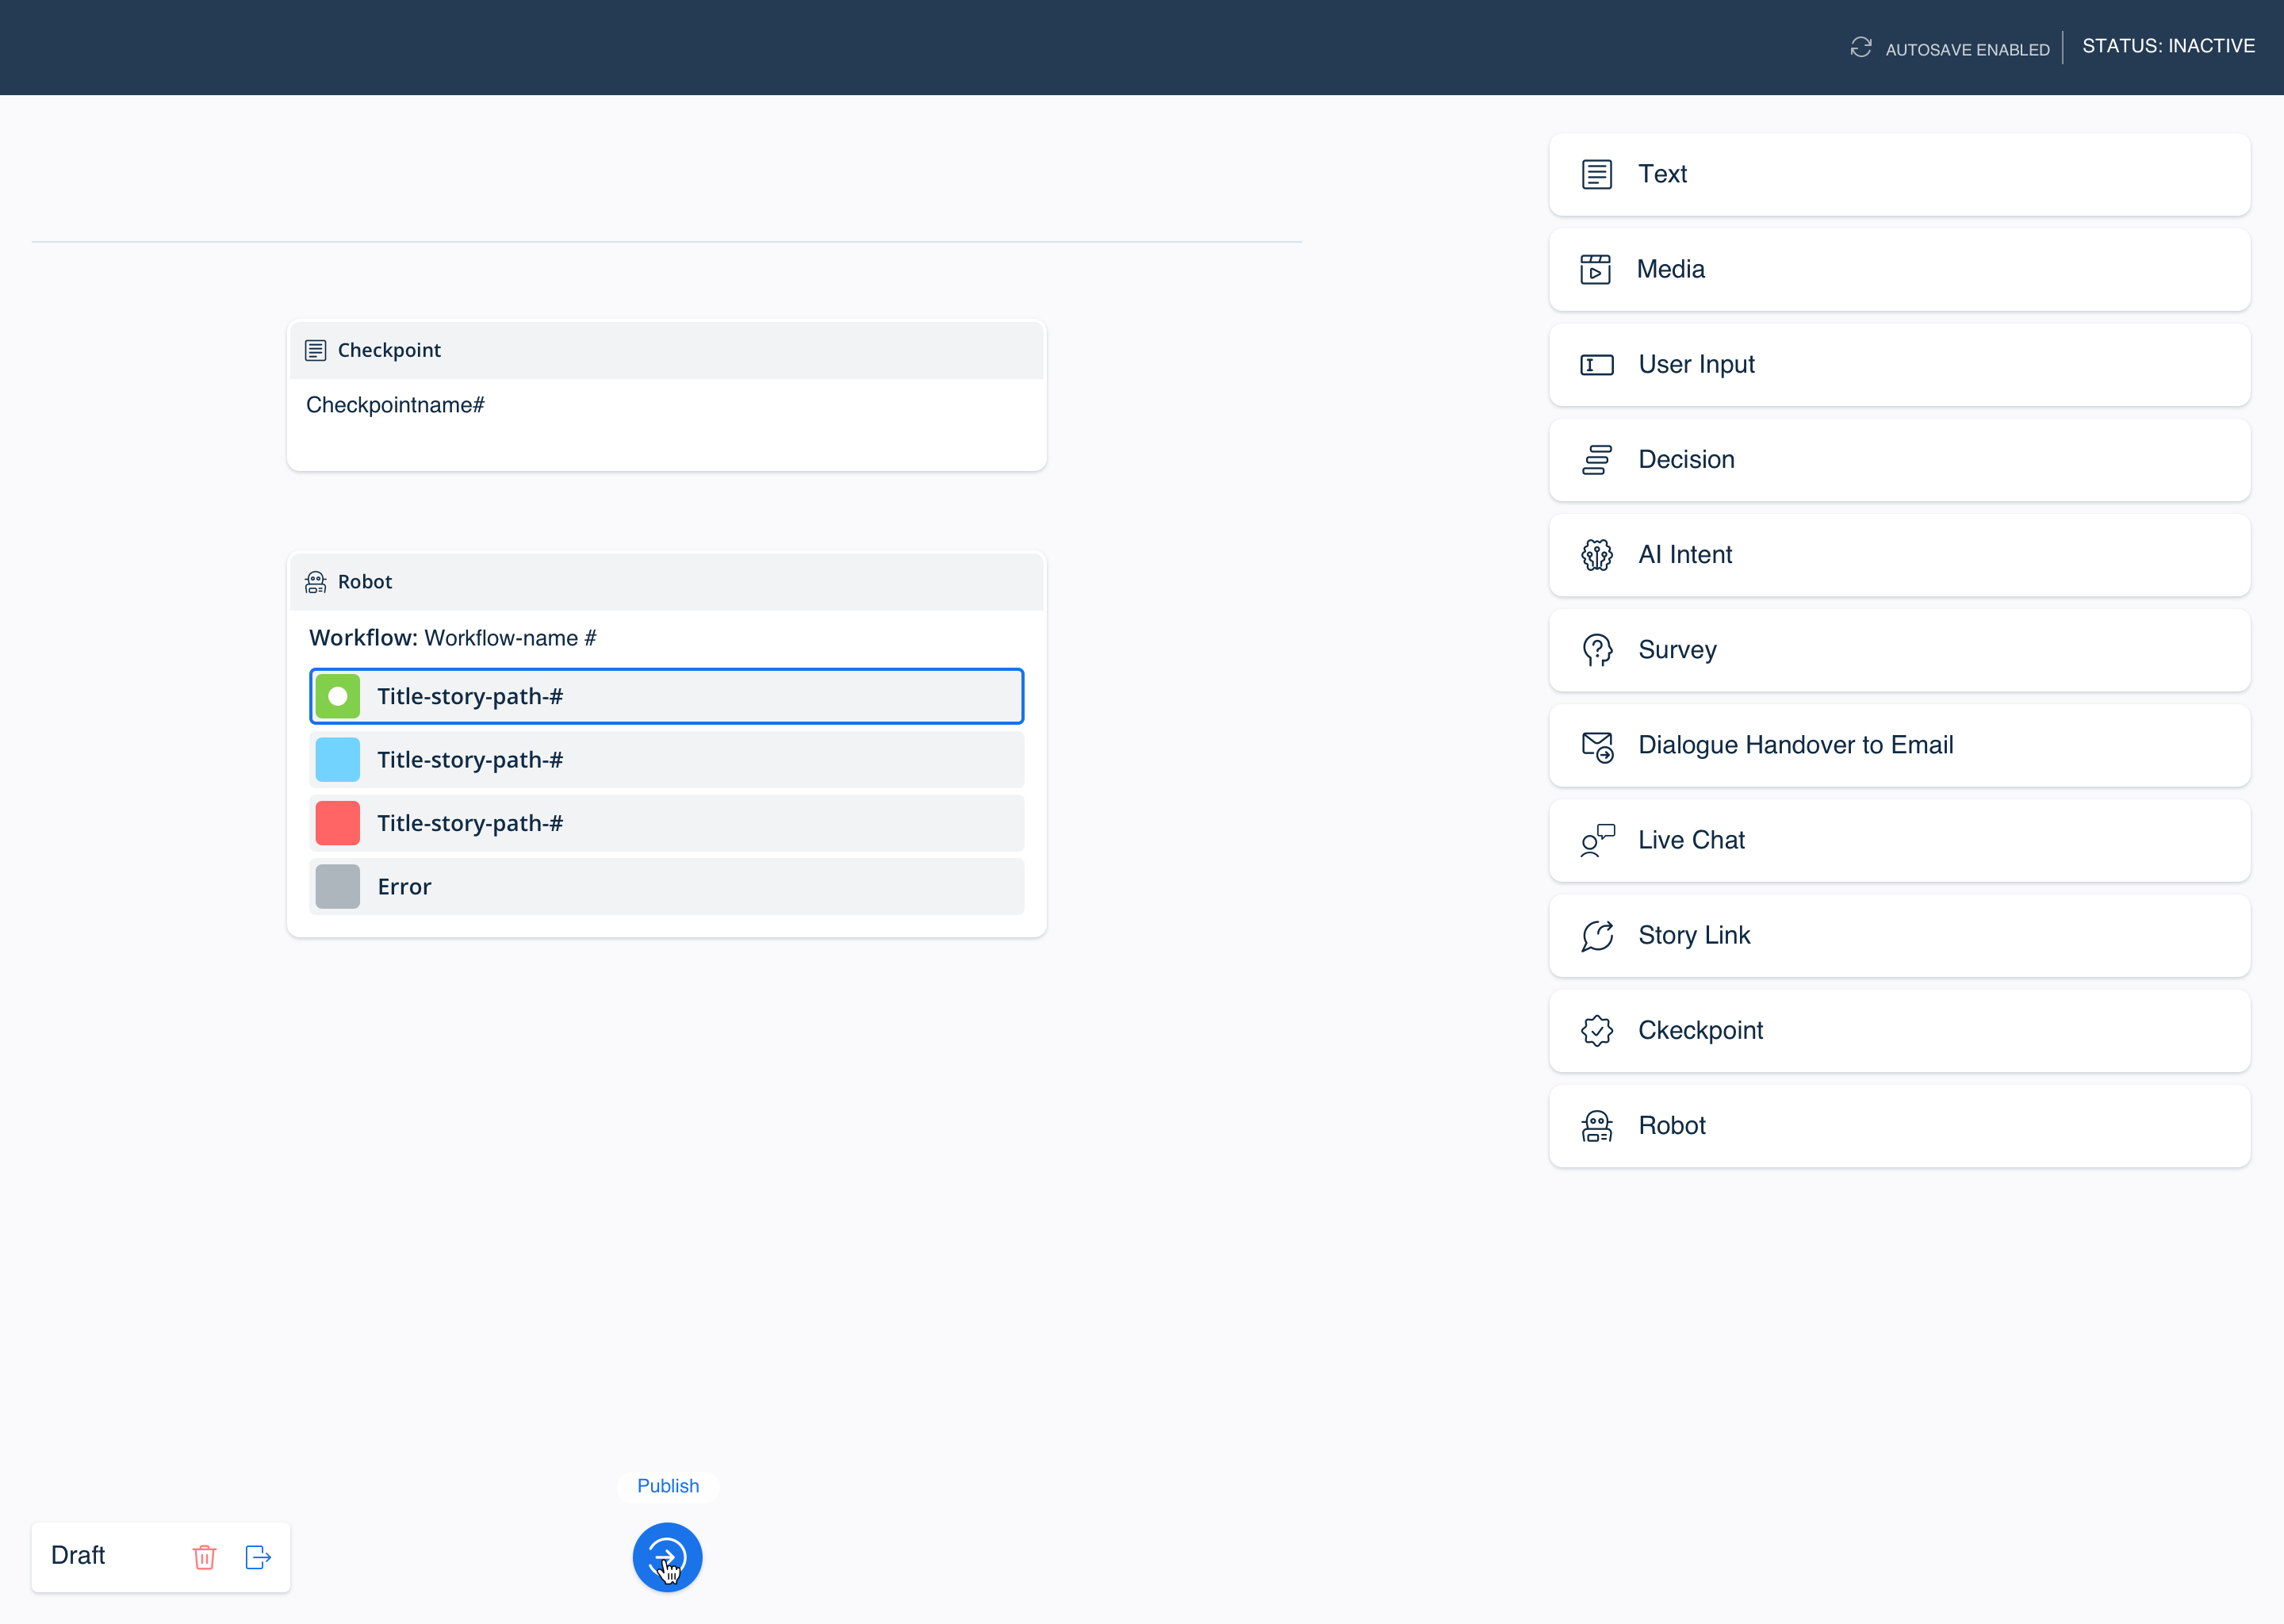 AUTOSAVE ENABLED
STATUS: INACTIVE
Checkpoint
Checkpointname#
Robot
Workflow: Workflow-name #
Title-story-path-#
Title-story-path-#
Title-story-path-#
Error
Publish
Draft
Text
Media
User Input
Decision
AI Intent
Survey
Dialogue Handover to Email
Live Chat
Story Link
Ckeckpoint
Robot